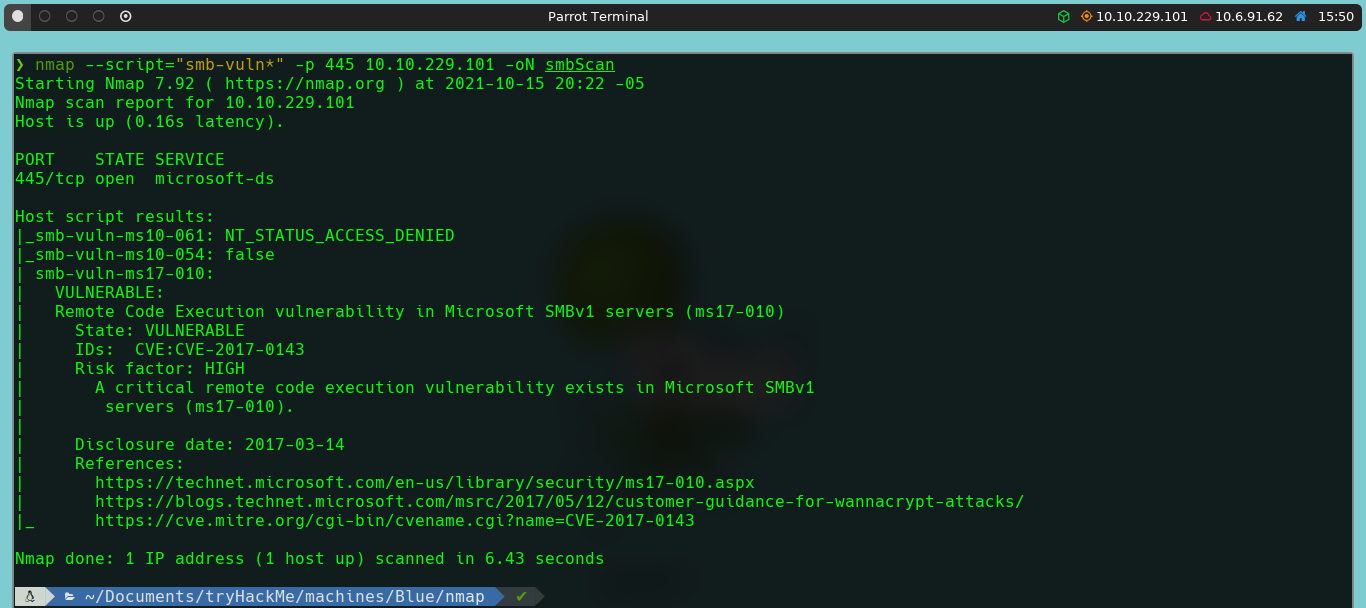 Parrot Terminal
10.10.229.101 10.6.91.62 15:50
❯ nmap --script="smb-vuln*" -p 445 10.10.229.101 -oN smbScan
Starting Nmap 7.92 ( https://nmap.org ) at 2021-10-15 20:22 -05
Nmap scan report for 10.10.229.101
Host is up (0.16s latency).
PORT    STATE SERVICE
445/tcp open  microsoft-ds
Host script results:
|_smb-vuln-ms10-061: NT_STATUS_ACCESS_DENIED
|_smb-vuln-ms10-054: false
| smb-vuln-ms17-010:
|   VULNERABLE:
|   Remote Code Execution vulnerability in Microsoft SMBv1 servers (ms17-010)
|     State: VULNERABLE
|     IDs:  CVE:CVE-2017-0143
|     Risk factor: HIGH
|       A critical remote code execution vulnerability exists in Microsoft SMBv1
|        servers (ms17-010).
|
|     Disclosure date: 2017-03-14
|     References:
|       https://technet.microsoft.com/en-us/library/security/ms17-010.aspx
|       https://blogs.technet.microsoft.com/msrc/2017/05/12/customer-guidance-for-wannacrypt-attacks/
|_      https://cve.mitre.org/cgi-bin/cvename.cgi?name=CVE-2017-0143
Nmap done: 1 IP address (1 host up) scanned in 6.43 seconds
~/Documents/tryHackMe/machines/Blue/nmap ✔